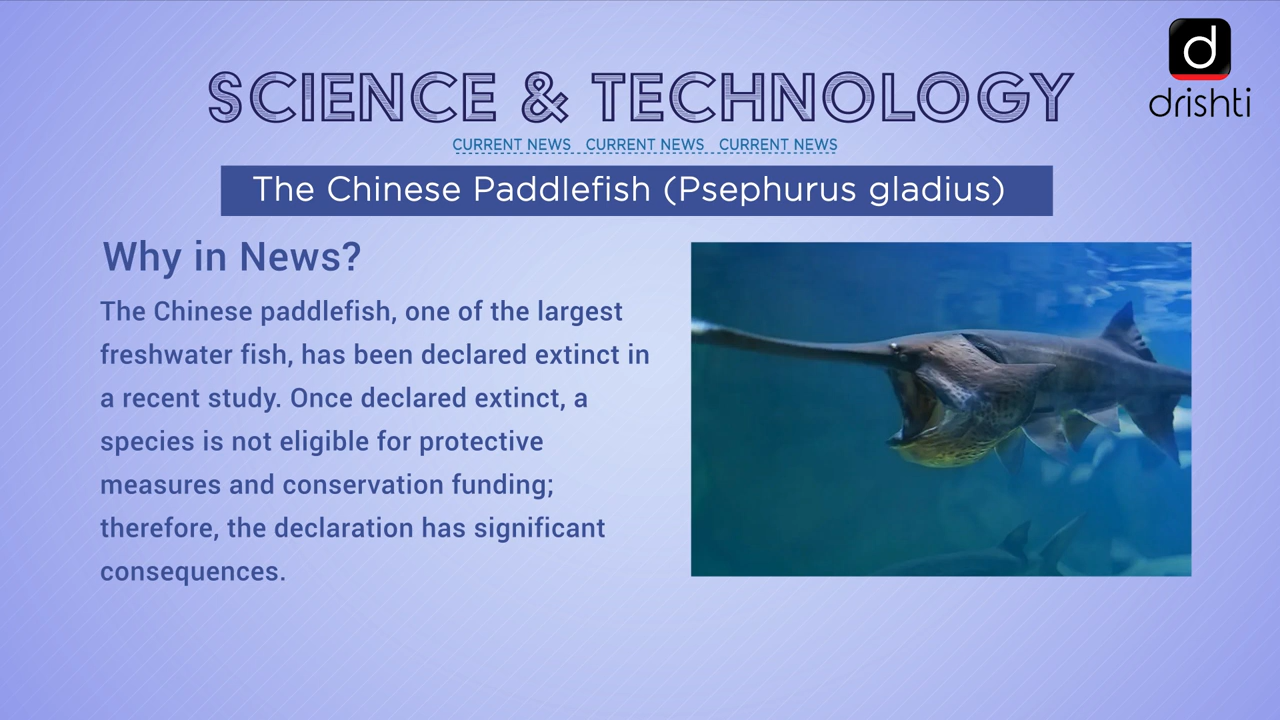 d
drishti
SCIENCE & TECHNOLOGY
CURRENT NEWS CURRENT NEWS CURRENT NEWS
The Chinese Paddlefish (Psephurus gladius)
Why in News?
The Chinese paddlefish, one of the largest
freshwater fish, has been declared extinct in
a recent study. Once declared extinct, a
species is not eligible for protective
measures and conservation funding;
therefore, the declaration has significant
consequences.